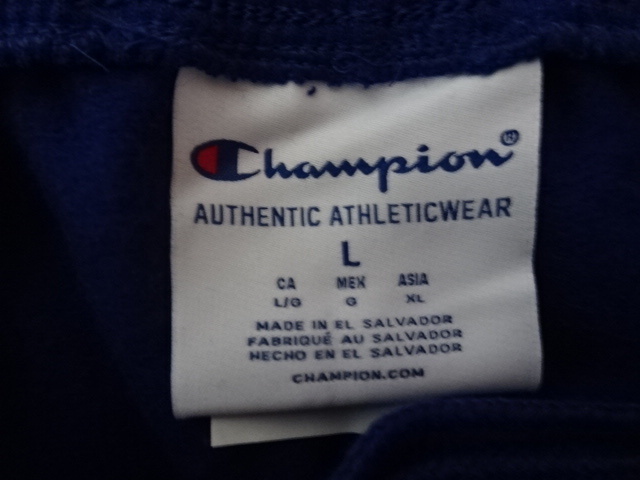 Champion®
AUTHENTIC ATHLETICWEAR
L
CA MEX ASIA
L/G G XL
MADE IN EL SALVADOR
FABRIQUÉ AU SALVADOR
HECHO EN EL SALVADOR
CHAMPION.COM